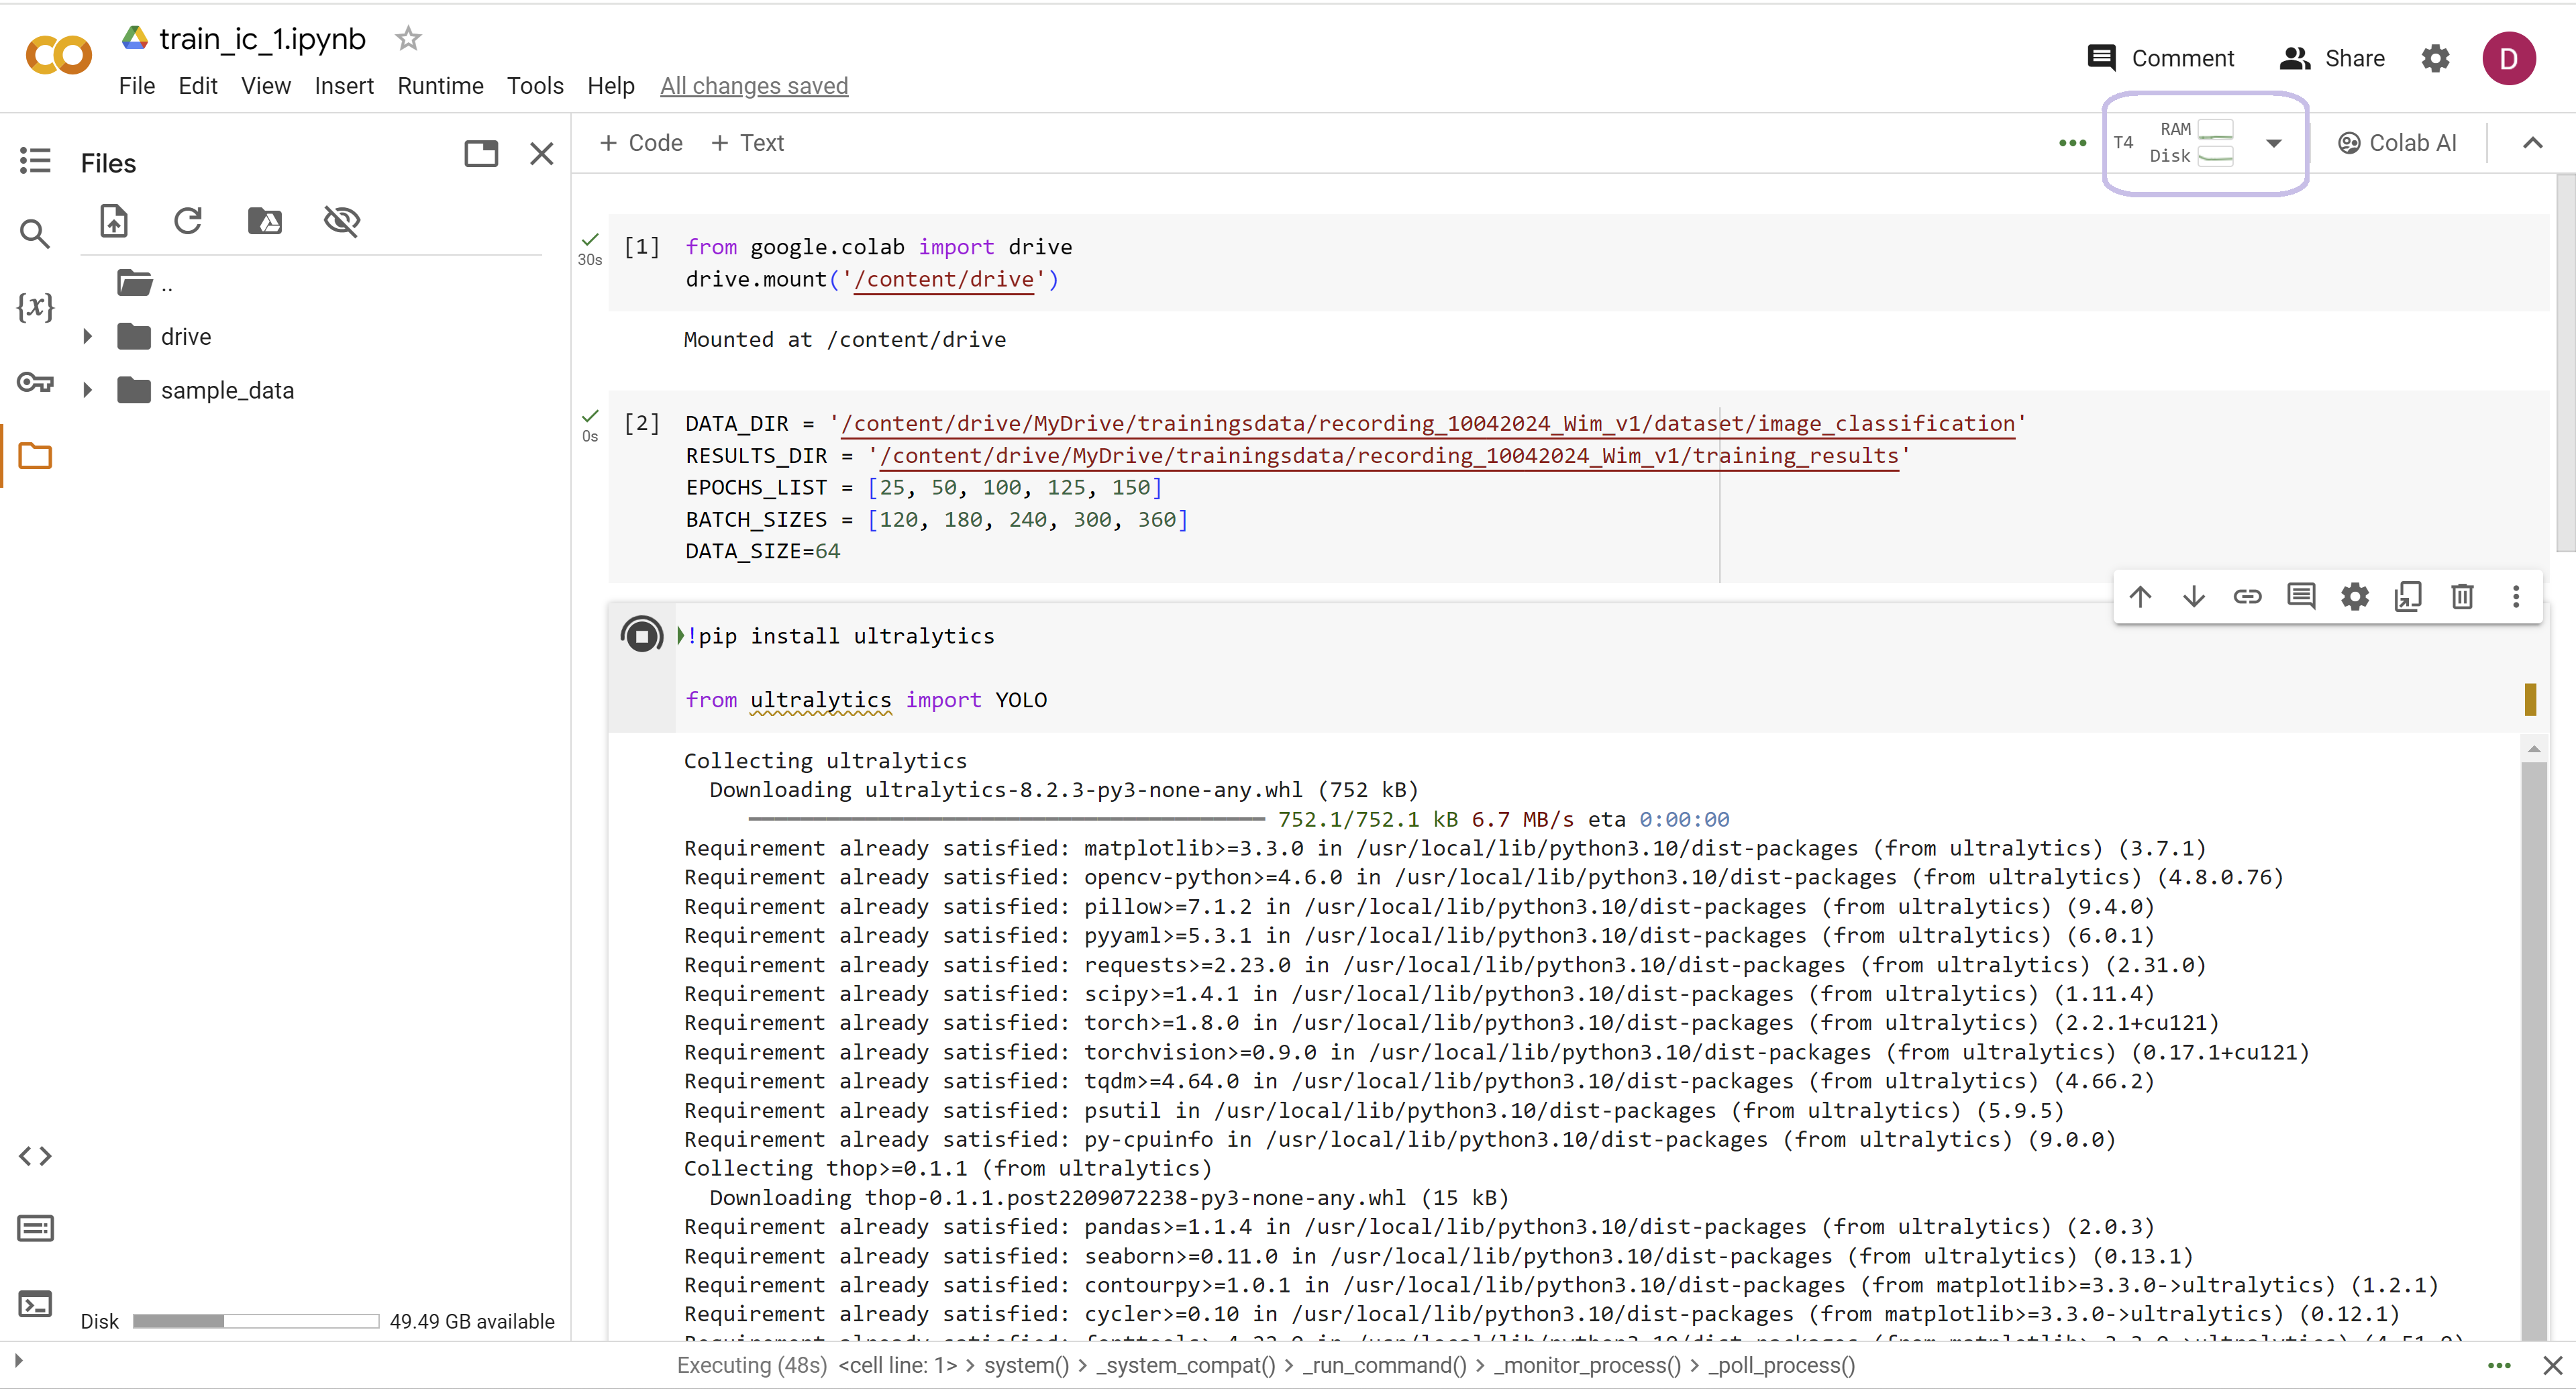 train_ic_1.ipynb
File Edit View Insert Runtime Tools Help All changes saved
Comment Share D
Files
+ Code + Text
T4 RAM Disk
Colab AI
..
drive
sample_data
{x}
30s
[1] from google.colab import drive
drive.mount('/content/drive')
Mounted at /content/drive
0s
[2] DATA_DIR = '/content/drive/MyDrive/trainingsdata/recording_10042024_Wim_v1/dataset/image_classification'
RESULTS_DIR = '/content/drive/MyDrive/trainingsdata/recording_10042024_Wim_v1/training_results'
EPOCHS_LIST = [25, 50, 100, 125, 150]
BATCH_SIZES = [120, 180, 240, 300, 360]
DATA_SIZE=64
!pip install ultralytics
from ultralytics import YOLO
Collecting ultralytics
Downloading ultralytics-8.2.3-py3-none-any.whl (752 kB)
752.1/752.1 kB 6.7 MB/s eta 0:00:00
Requirement already satisfied: matplotlib>=3.3.0 in /usr/local/lib/python3.10/dist-packages (from ultralytics) (3.7.1)
Requirement already satisfied: opencv-python>=4.6.0 in /usr/local/lib/python3.10/dist-packages (from ultralytics) (4.8.0.76)
Requirement already satisfied: pillow>=7.1.2 in /usr/local/lib/python3.10/dist-packages (from ultralytics) (9.4.0)
Requirement already satisfied: pyyaml>=5.3.1 in /usr/local/lib/python3.10/dist-packages (from ultralytics) (6.0.1)
Requirement already satisfied: requests>=2.23.0 in /usr/local/lib/python3.10/dist-packages (from ultralytics) (2.31.0)
Requirement already satisfied: scipy>=1.4.1 in /usr/local/lib/python3.10/dist-packages (from ultralytics) (1.11.4)
Requirement already satisfied: torch>=1.8.0 in /usr/local/lib/python3.10/dist-packages (from ultralytics) (2.2.1+cu121)
Requirement already satisfied: torchvision>=0.9.0 in /usr/local/lib/python3.10/dist-packages (from ultralytics) (0.17.1+cu121)
Requirement already satisfied: tqdm>=4.64.0 in /usr/local/lib/python3.10/dist-packages (from ultralytics) (4.66.2)
Requirement already satisfied: psutil in /usr/local/lib/python3.10/dist-packages (from ultralytics) (5.9.5)
Requirement already satisfied: py-cpuinfo in /usr/local/lib/python3.10/dist-packages (from ultralytics) (9.0.0)
Collecting thop>=0.1.1 (from ultralytics)
Downloading thop-0.1.1.post2209072238-py3-none-any.whl (15 kB)
Requirement already satisfied: pandas>=1.1.4 in /usr/local/lib/python3.10/dist-packages (from ultralytics) (2.0.3)
Requirement already satisfied: seaborn>=0.11.0 in /usr/local/lib/python3.10/dist-packages (from ultralytics) (0.13.1)
Requirement already satisfied: contourpy>=1.0.1 in /usr/local/lib/python3.10/dist-packages (from matplotlib>=3.3.0->ultralytics) (1.2.1)
Requirement already satisfied: cycler>=0.10 in /usr/local/lib/python3.10/dist-packages (from matplotlib>=3.3.0->ultralytics) (0.12.1)
Disk 49.49 GB available
Executing (48s) <cell line: 1> > system() > _system_compat() > _run_command() > _monitor_process() > _poll_process()